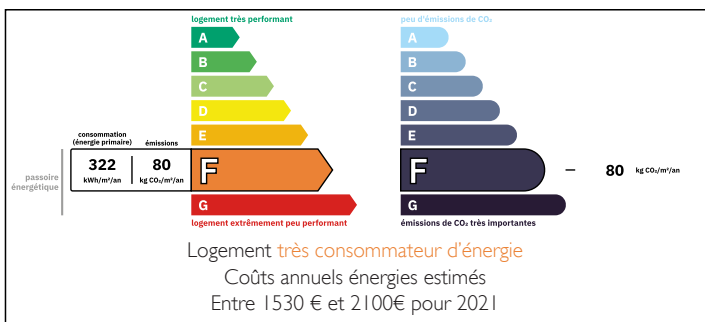 logement très performant
A
B
C
D
E
consommation
(énergie primaire)
émissions
322
kWh/m²/an
80
kg CO₂/m²/an
F
passoire
énergétique
G
logement extrêmement peu performant
peu d'émissions de CO₂
A
B
C
D
E
F
80 kg CO₂/m²/an
G
émissions de CO₂ très importantes
Logement très consommateur d'énergie
Coûts annuels énergies estimés
Entre 1530 € et 2100€ pour 2021